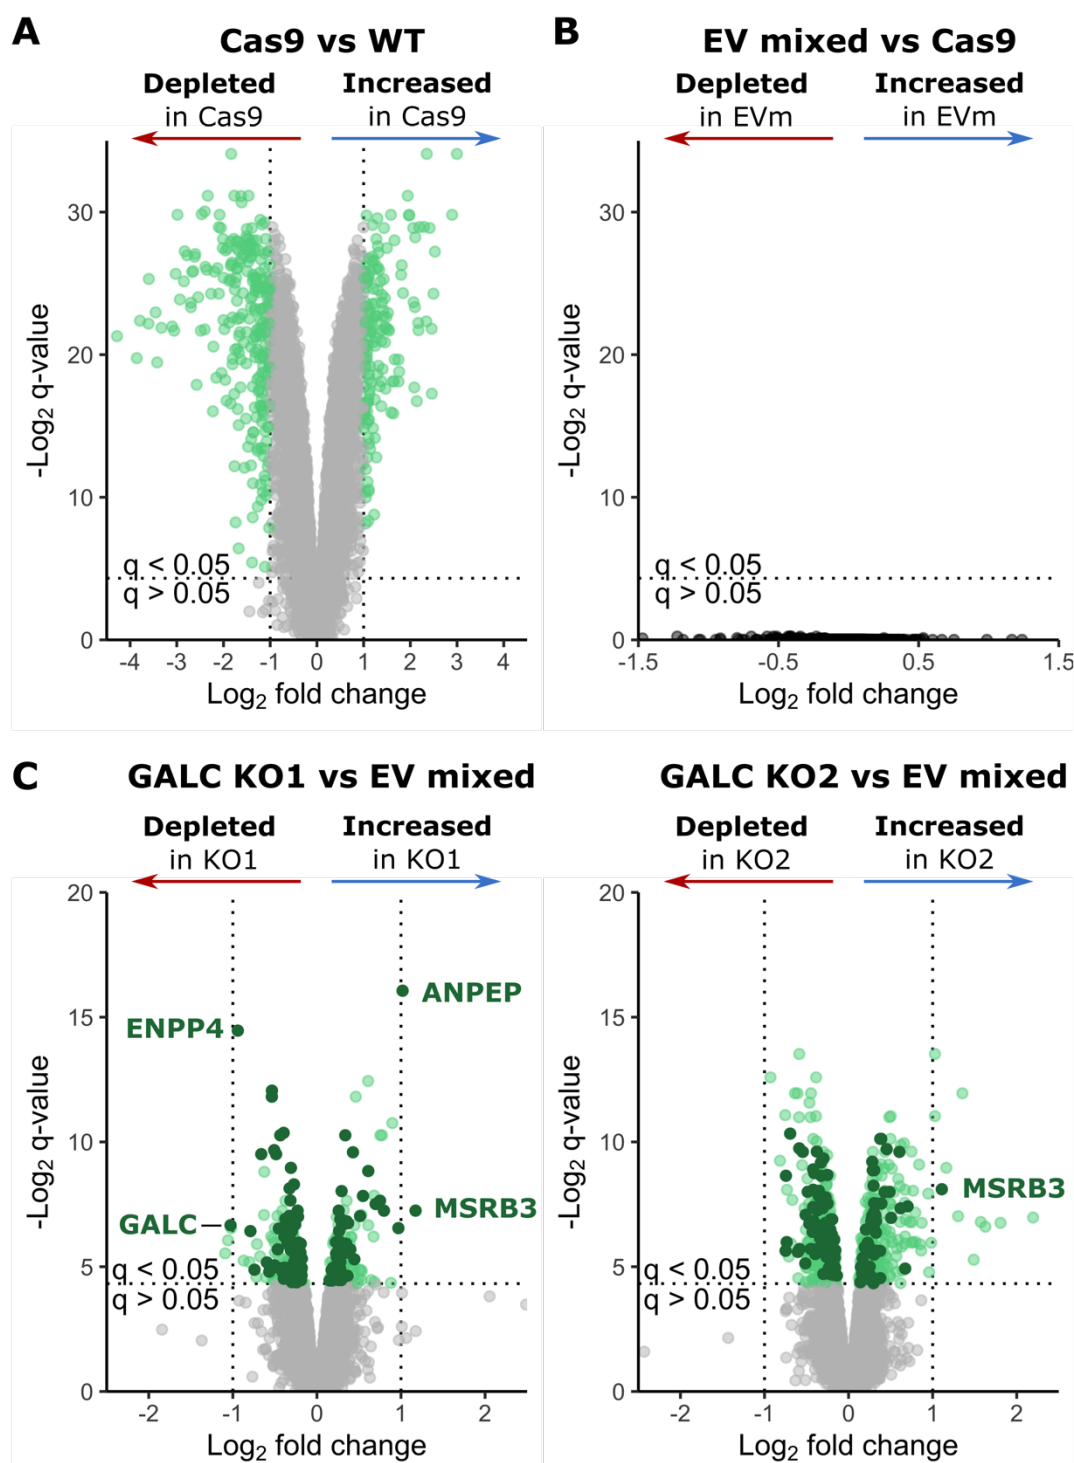 A
Cas9 vs WT
Depleted
in Cas9
Increased
in Cas9
30
20
10
0
-Log2 q-value
q < 0.05
q > 0.05
-4 -3 -2 -1 0 1 2 3 4
Log2 fold change
B
EV mixed vs Cas9
Depleted
in EVm
Increased
in EVm
30
20
10
0
-Log2 q-value
q < 0.05
q > 0.05
-1.5 -0.5 0.5 1.5
Log2 fold change
C
GALC KO1 vs EV mixed
Depleted
in KO1
Increased
in KO1
20
15
10
5
0
-Log2 q-value
ANPEP
ENPP4
MSRB3
GALC
q < 0.05
q > 0.05
-2 -1 0 1 2
Log2 fold change
GALC KO2 vs EV mixed
Depleted
in KO2
Increased
in KO2
20
15
10
5
0
-Log2 q-value
MSRB3
q < 0.05
q > 0.05
-2 -1 0 1 2
Log2 fold change